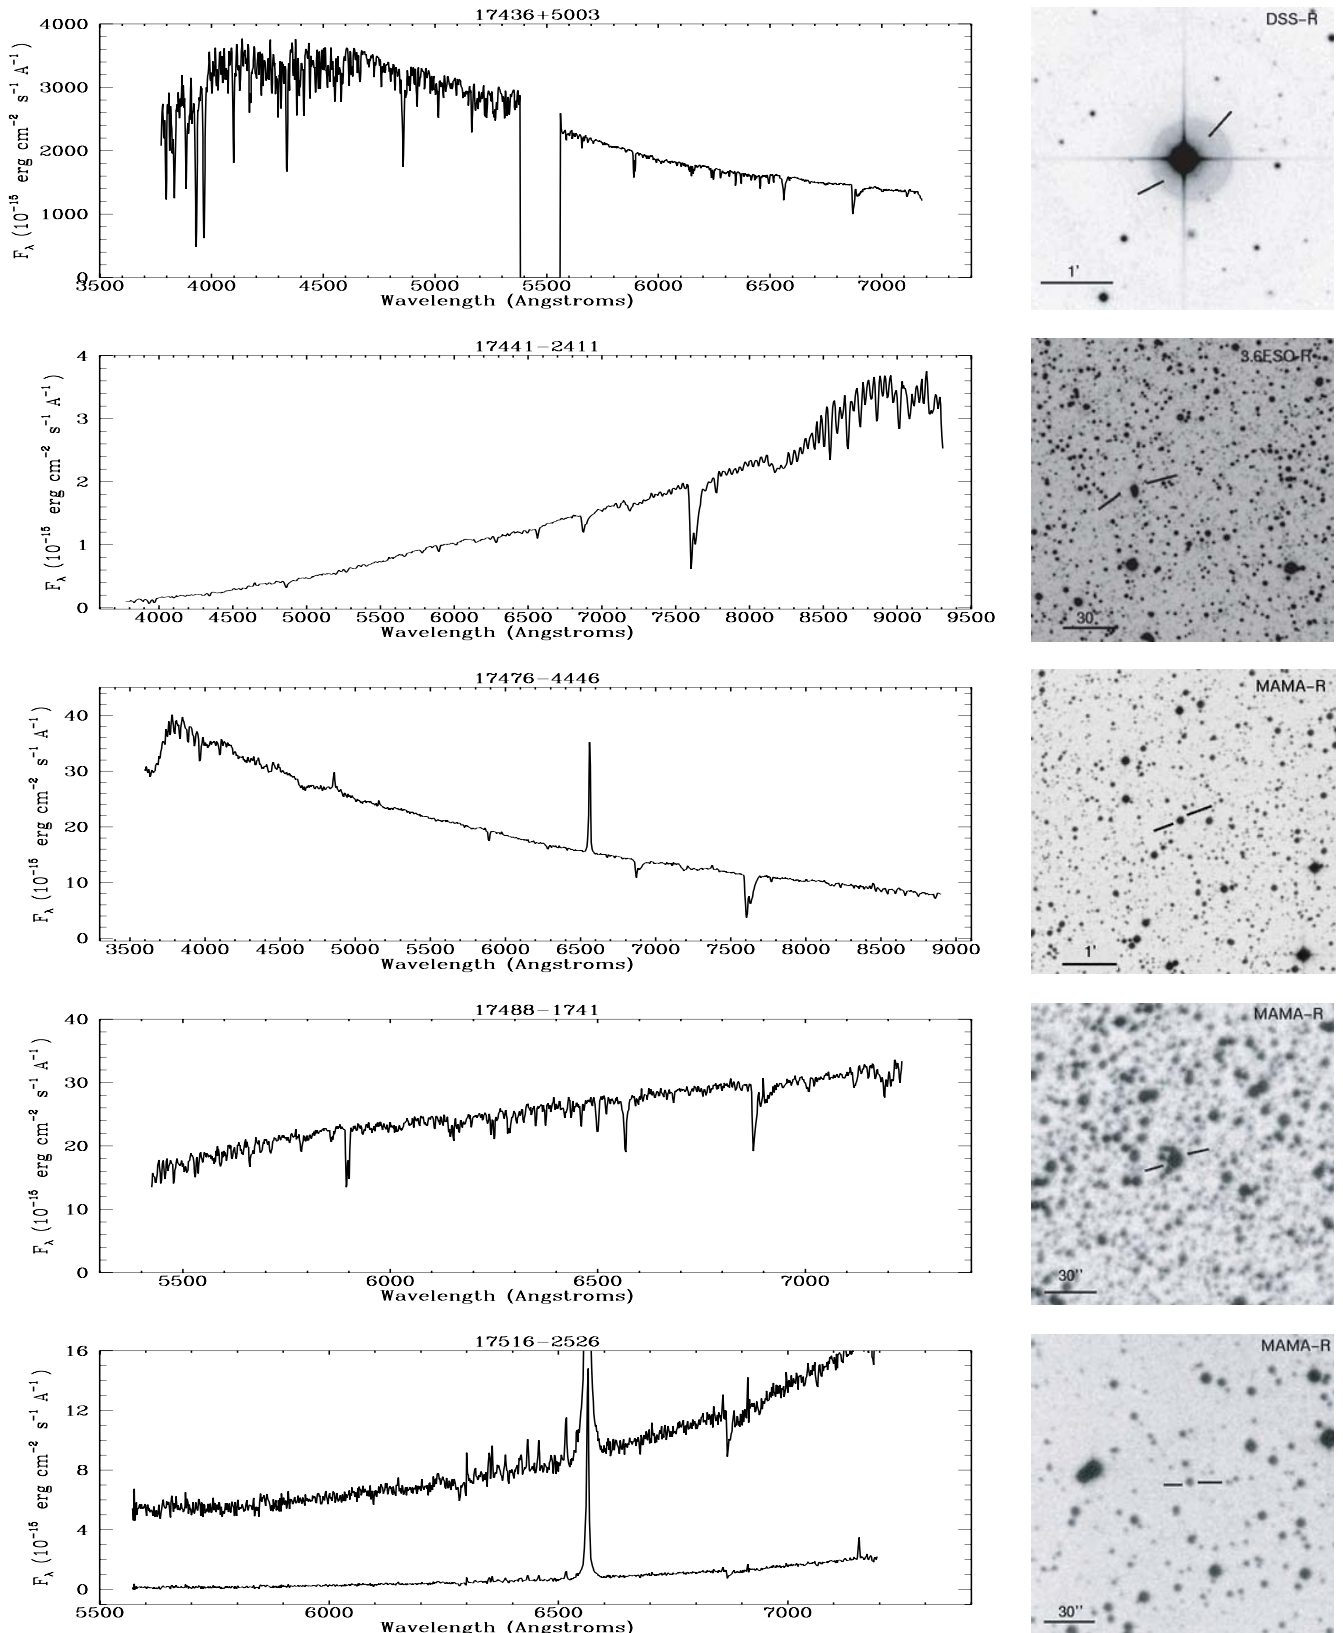 17436+5003
F_λ (10⁻¹⁵ erg cm⁻² s⁻¹ A⁻¹)
4000
3000
2000
1000
0
3500 4000 4500 5000 5500 6000 6500 7000
Wavelength (Angstroms)
DSS-R
1'
17441-2411
F_λ (10⁻¹⁵ erg cm⁻² s⁻¹ A⁻¹)
4
3
2
1
0
4000 4500 5000 5500 6000 6500 7000 7500 8000 8500 9000 9500
Wavelength (Angstroms)
3.6ESO-R
30''
17476-4446
F_λ (10⁻¹⁵ erg cm⁻² s⁻¹ A⁻¹)
40
30
20
10
0
3500 4000 4500 5000 5500 6000 6500 7000 7500 8000 8500 9000
Wavelength (Angstroms)
MAMA-R
1'
17488-1741
F_λ (10⁻¹⁵ erg cm⁻² s⁻¹ A⁻¹)
40
30
20
10
0
5500 6000 6500 7000
Wavelength (Angstroms)
MAMA-R
30''
17516-2526
F_λ (10⁻¹⁵ erg cm⁻² s⁻¹ A⁻¹)
16
12
8
4
0
5500 6000 6500 7000
Wavelength (Angstroms)
MAMA-R
30''